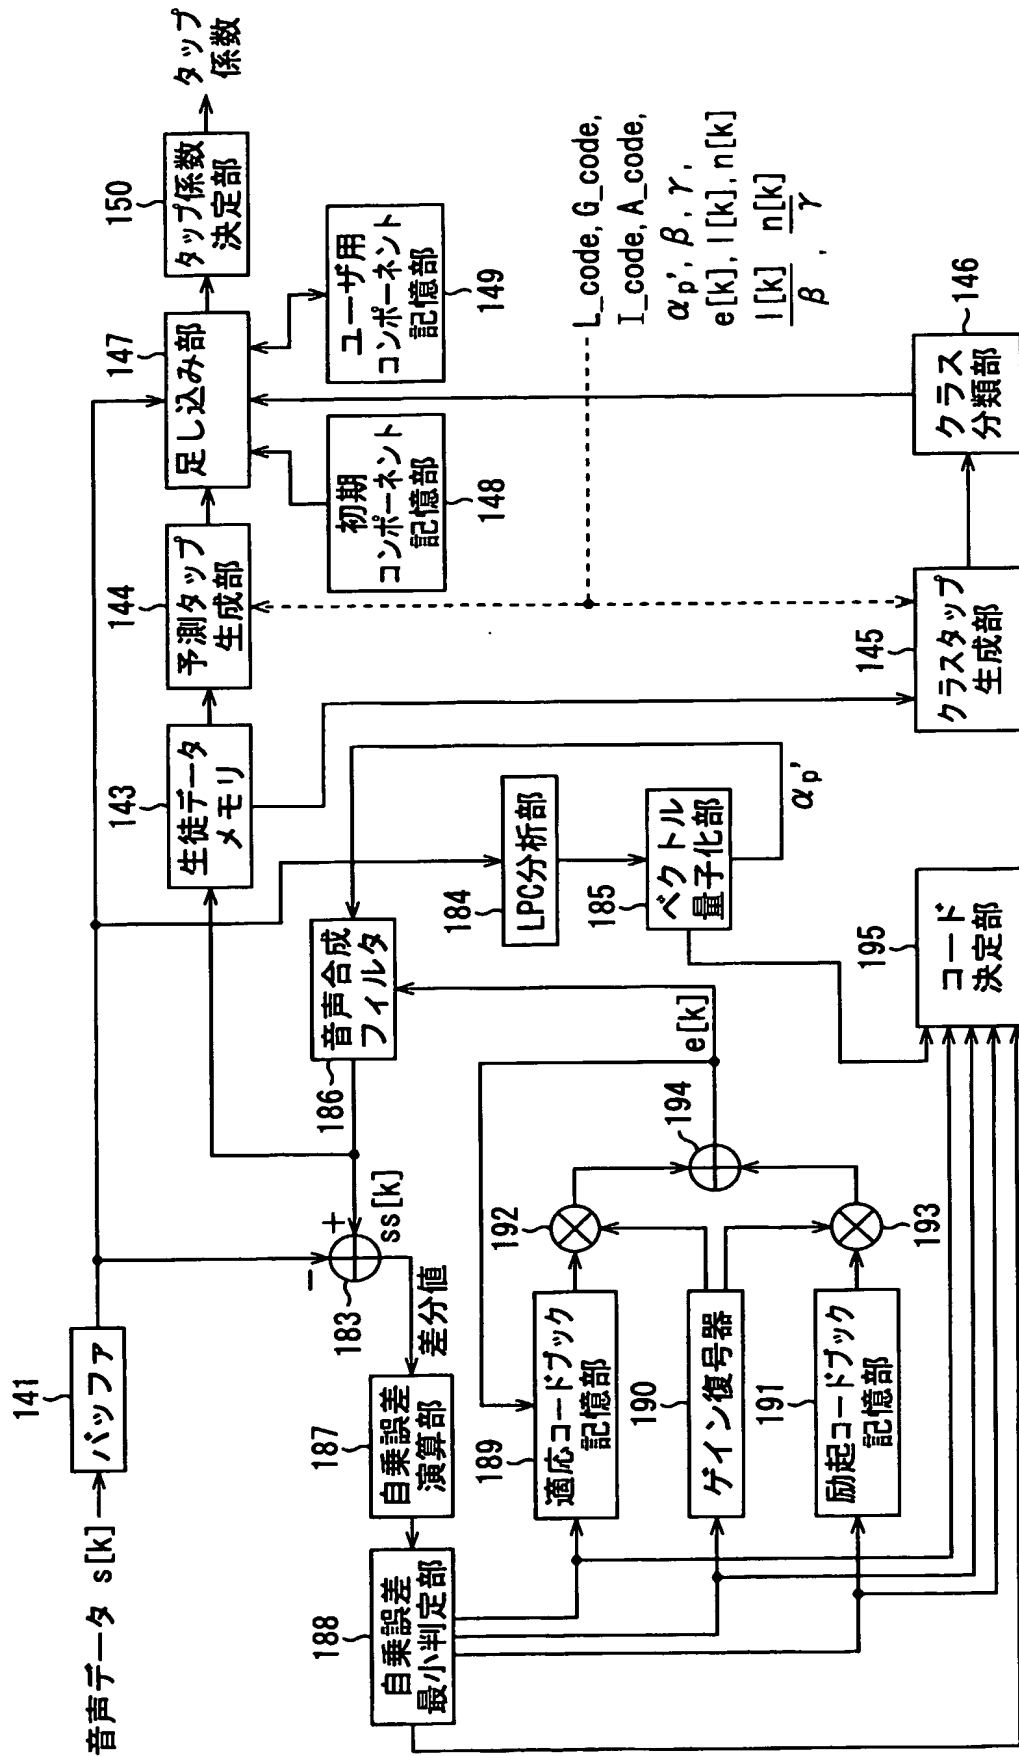 音声データ s[k]
141
バッファ
143
生徒データ
メモリ
144
予測タップ
生成部
147
足し込み部
150
タップ係数
決定部
タップ
係数
初期
コンポーネント
記憶部
148
ユーザ用
コンポーネント
記憶部
149
L_code, G_code,
I_code, A_code,
αp', β, γ,
e[k], l[k], n[k]
l[k]
β
,
n[k]
γ
184
LPC分析部
185
ベクトル
量子化部
αp'
186
音声合成
フィルタ
ss[k]
+
−
183
差分値
187
自乗誤差
演算部
188
自乗誤差
最小判定部
189
適応コードブック
記憶部
190
ゲイン復号器
191
励起コードブック
記憶部
192
193
194
e[k]
195
コード
決定部
145
クラスタップ
生成部
146
クラス
分類部